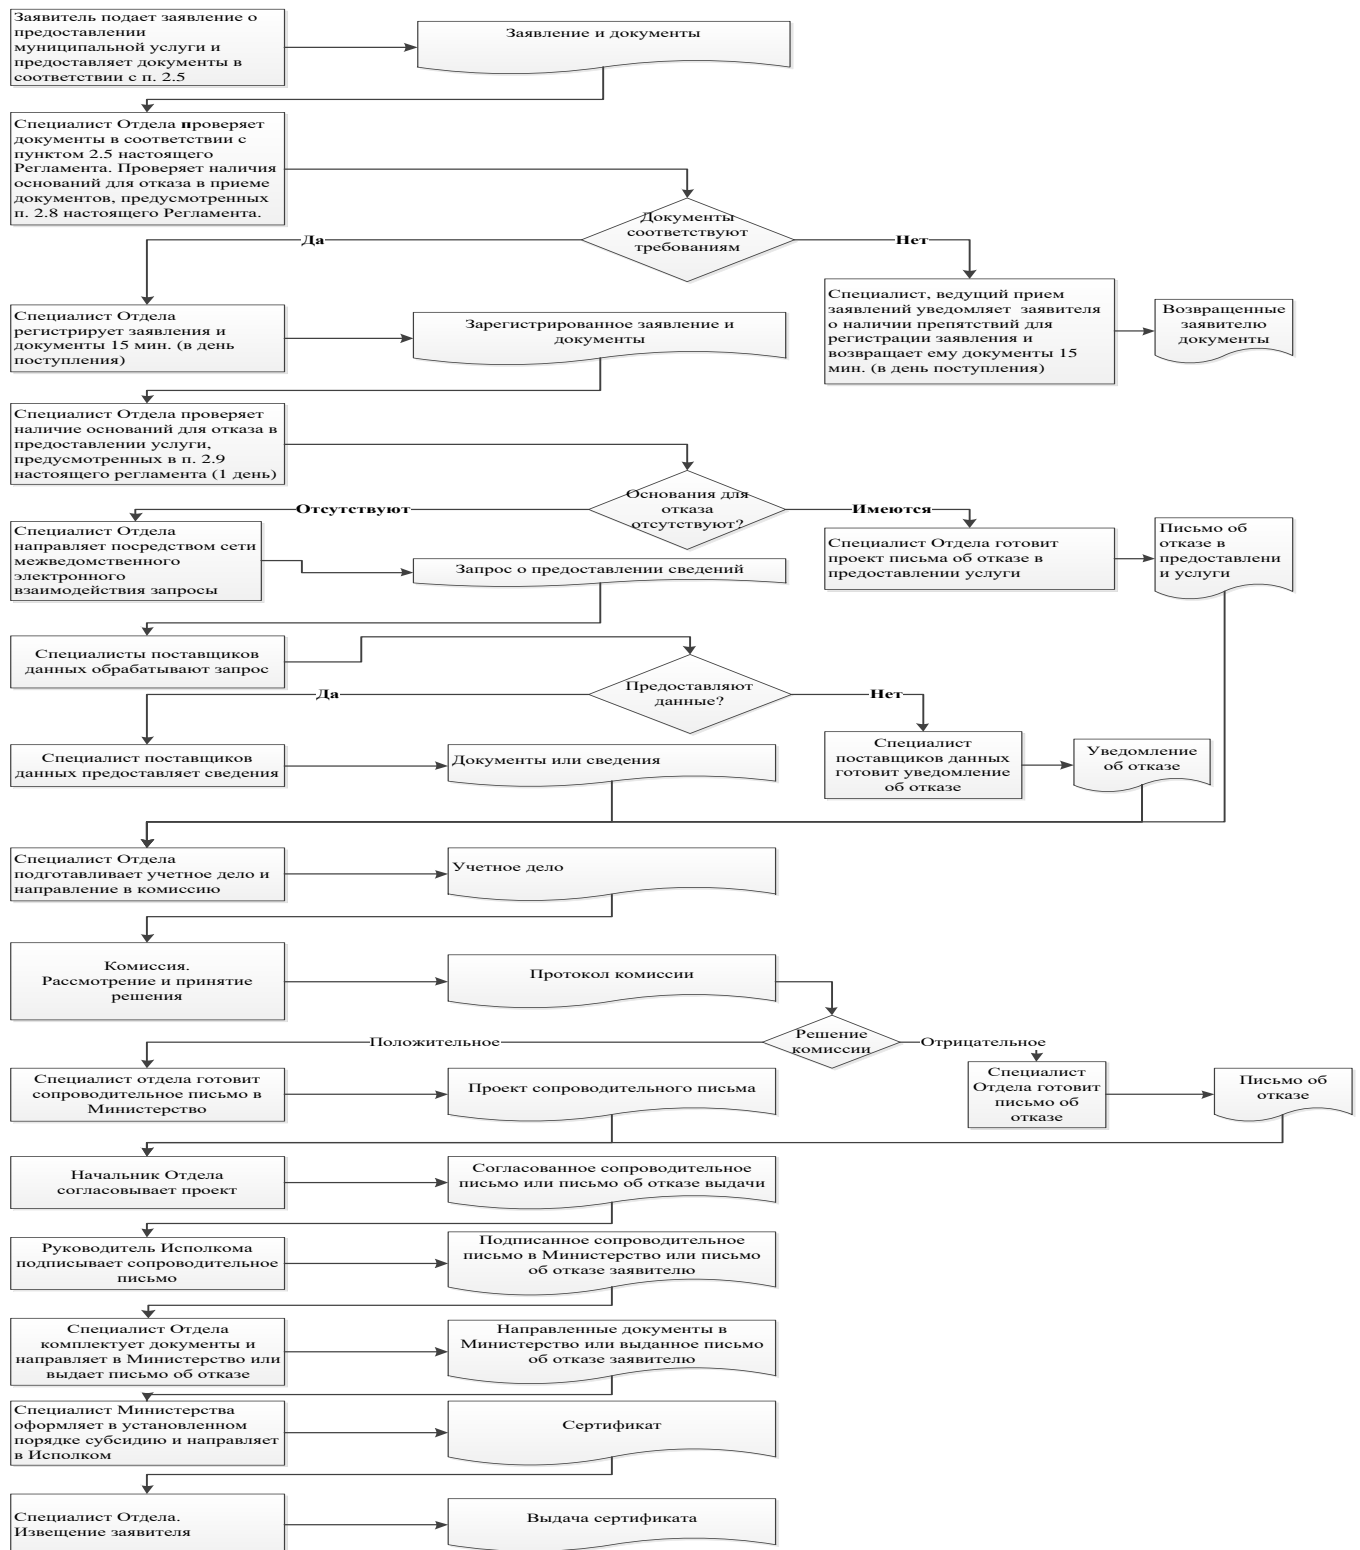 Заявитель подает заявление о
предоставлении
муниципальной услуги и
предоставляет документы в
соответствии с п. 2.5
Заявление и документы
Специалист Отдела проверяет
документы в соответствии с
пунктом 2.5 настоящего
Регламента. Проверяет наличия
оснований для отказа в приеме
документов, предусмотренных
п. 2.8 настоящего Регламента.
Документы
соответствуют
требованиям
Да
Нет
Специалист Отдела
регистрирует заявления и
документы 15 мин. (в день
поступления)
Зарегистрированное заявление и
документы
Специалист, ведущий прием
заявлений уведомляет заявителя
о наличии препятствий для
регистрации заявления и
возвращает ему документы 15
мин. (в день поступления)
Возвращенные
заявителю
документы
Специалист Отдела проверяет
наличие оснований для отказа в
предоставлении услуги,
предусмотренных в п. 2.9
настоящего регламента (1 день)
Основания для
отказа
отсутствуют?
Отсутствуют
Имеются
Специалист Отдела
направляет посредством сети
межведомственного
электронного
взаимодействия запросы
Запрос о предоставлении сведений
Специалист Отдела готовит
проект письма об отказе в
предоставлении услуги
Письмо об
отказе в
предоставлени
и услуги
Специалисты поставщиков
данных обрабатывают запрос
Предоставляют
данные?
Да
Нет
Специалист поставщиков
данных предоставляет сведения
Документы или сведения
Специалист
поставщиков данных
готовит уведомление
об отказе
Уведомление
об отказе
Специалист Отдела
подготавливает учетное дело и
направление в комиссию
Учетное дело
Комиссия.
Рассмотрение и принятие
решения
Протокол комиссии
Решение
комиссии
Положительное
Отрицательное
Специалист отдела готовит
сопроводительное письмо в
Министерство
Проект сопроводительного письма
Специалист
Отдела готовит
письмо об
отказе
Письмо об
отказе
Начальник Отдела
согласовывает проект
Согласованное сопроводительное
письмо или письмо об отказе выдачи
Руководитель Исполкома
подписывает сопроводительное
письмо
Подписанное сопроводительное
письмо в Министерство или письмо
об отказе заявителю
Специалист Отдела
комплектует документы и
направляет в Министерство или
выдает письмо об отказе
Направленные документы в
Министерство или выданное письмо
об отказе заявителю
Специалист Министерства
оформляет в установленном
порядке субсидию и направляет
в Исполком
Сертификат
Специалист Отдела.
Извещение заявителя
Выдача сертификата